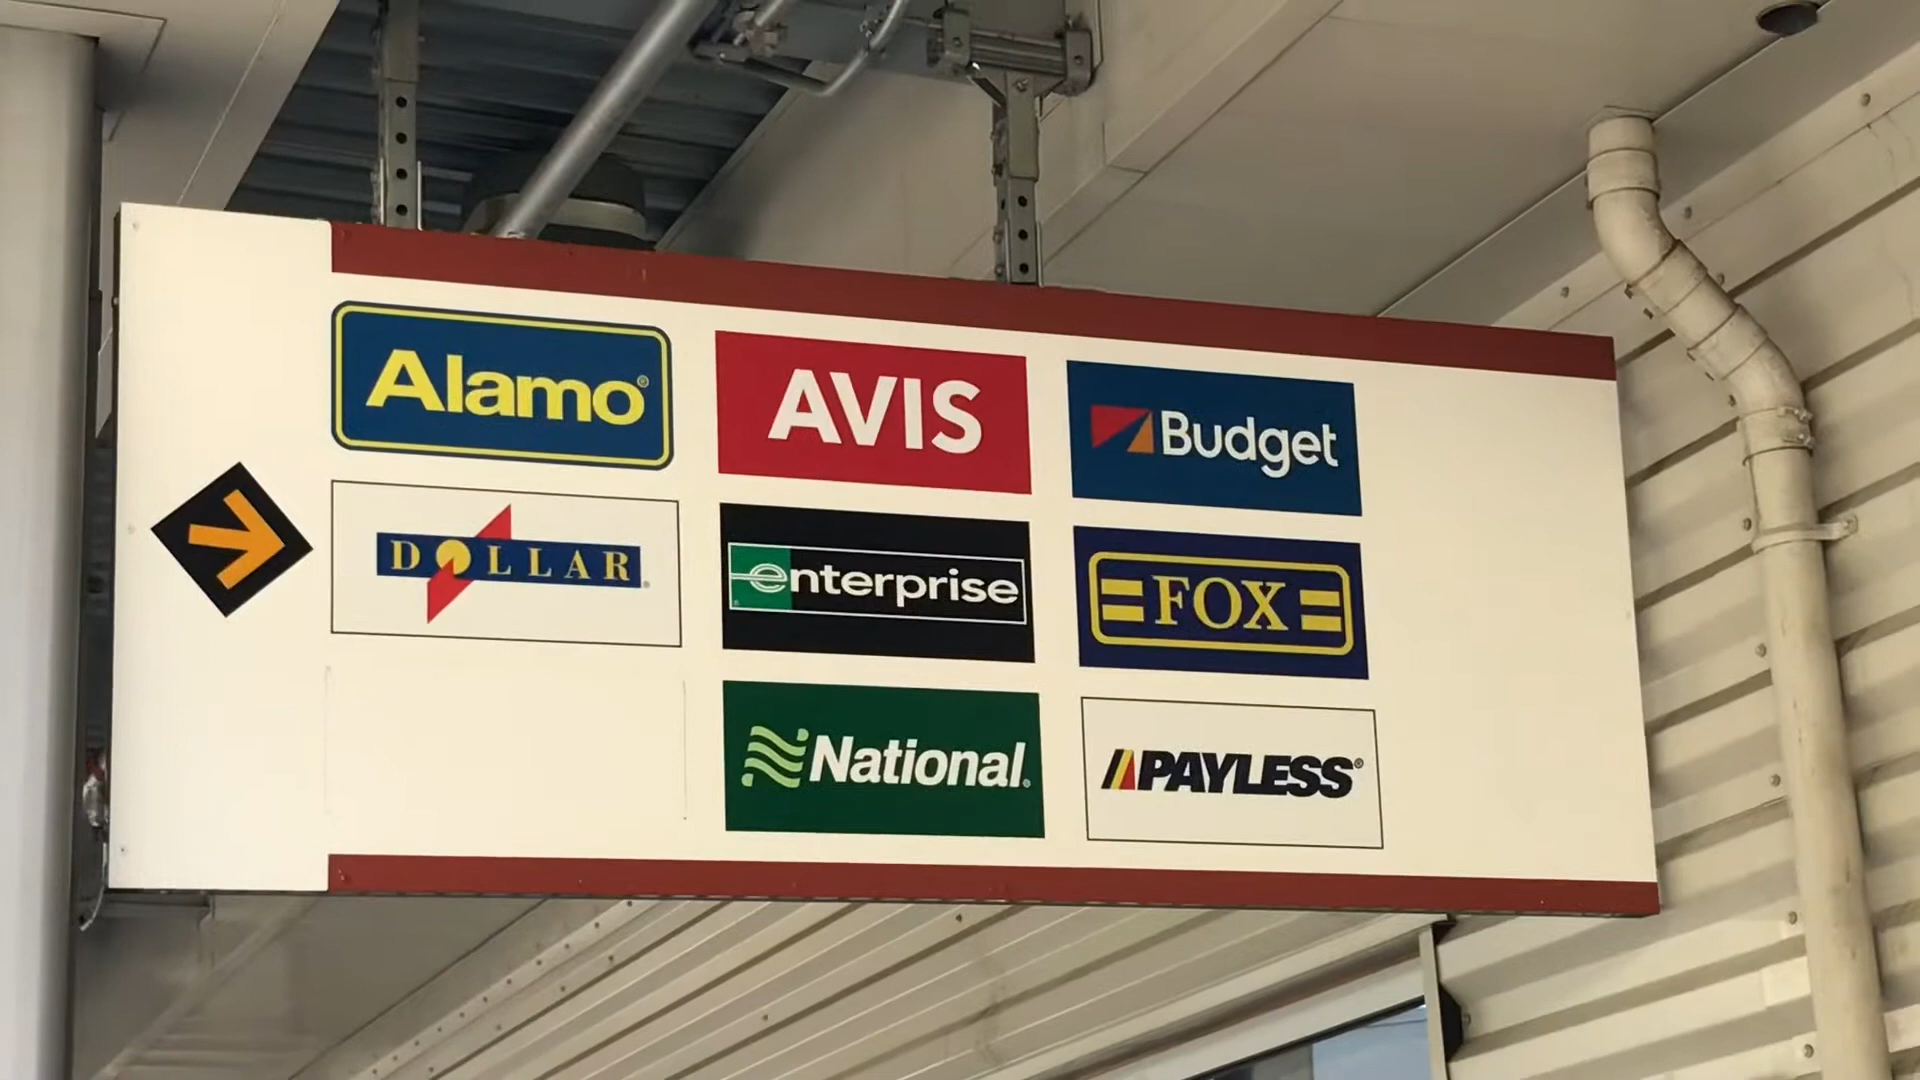 Alamo®
AVIS
Budget
DOLLAR
enterprise
FOX
National
PAYLESS®